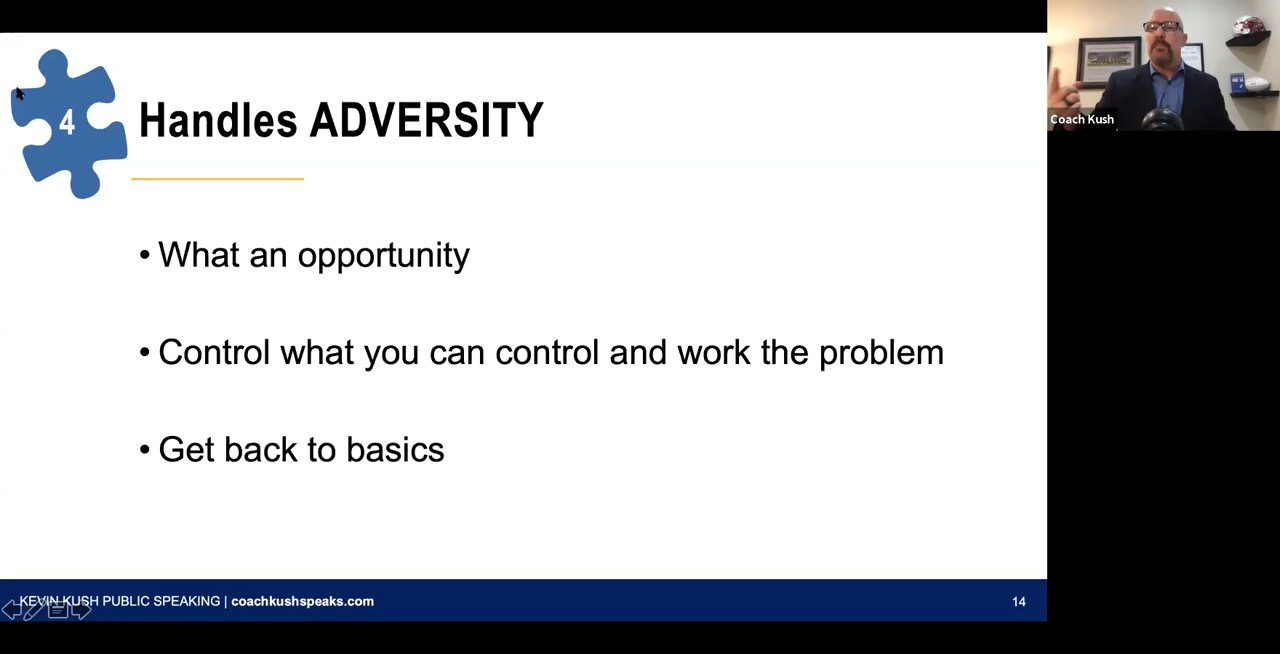 4
Handles ADVERSITY
• What an opportunity
• Control what you can control and work the problem
• Get back to basics
KEVIN KUSH PUBLIC SPEAKING | coachkushspeaks.com
14
Coach Kush